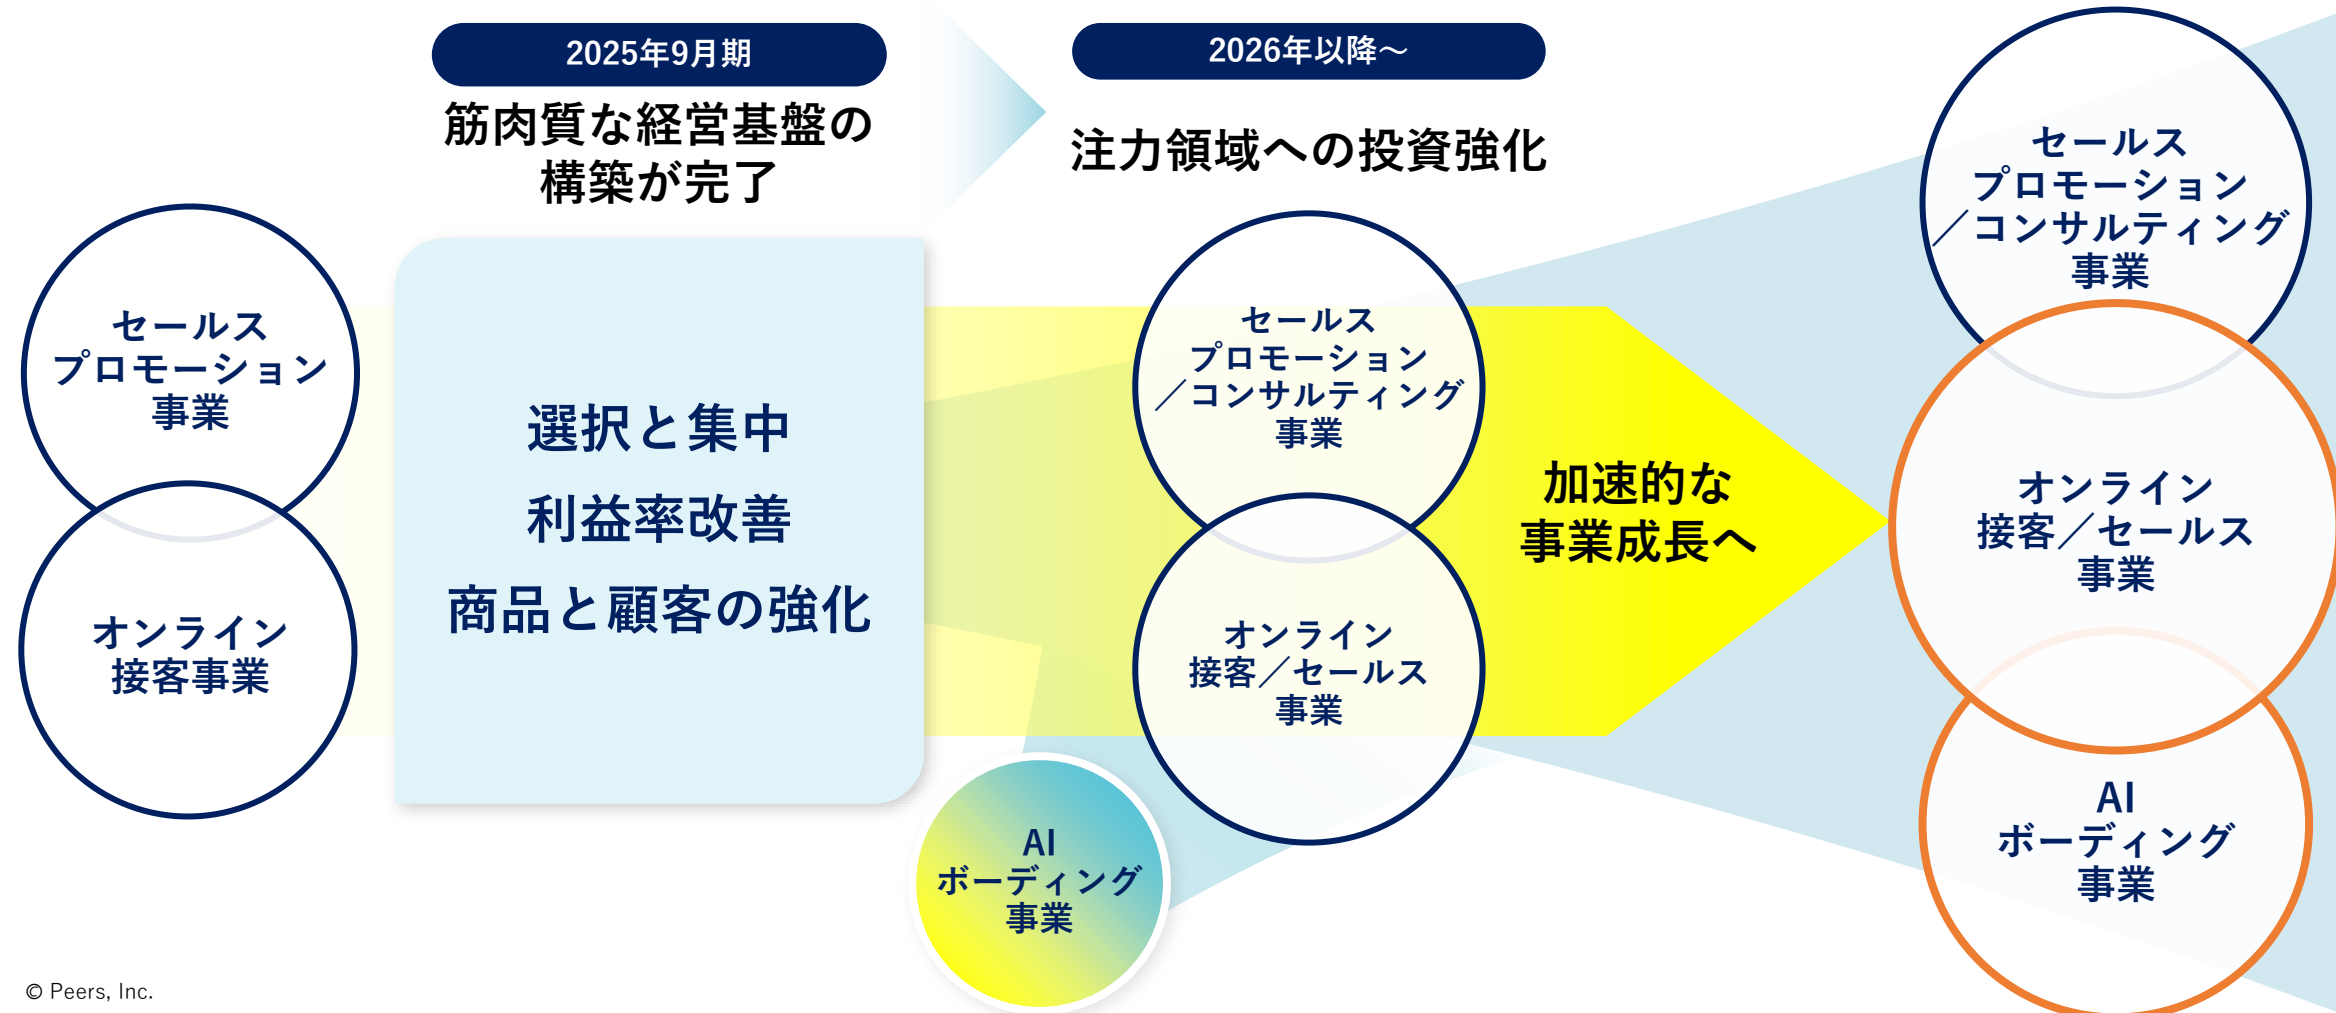 2025年9月期
筋肉質な経営基盤の
構築が完了
2026年以降～
注力領域への投資強化
セールス
プロモーション
事業
オンライン
接客事業
選択と集中
利益率改善
商品と顧客の強化
AI
ボーディング
事業
セールス
プロモーション
／コンサルティング
事業
オンライン
接客／セールス
事業
加速的な
事業成長へ
セールス
プロモーション
／コンサルティング
事業
オンライン
接客／セールス
事業
AI
ボーディング
事業
© Peers, Inc.